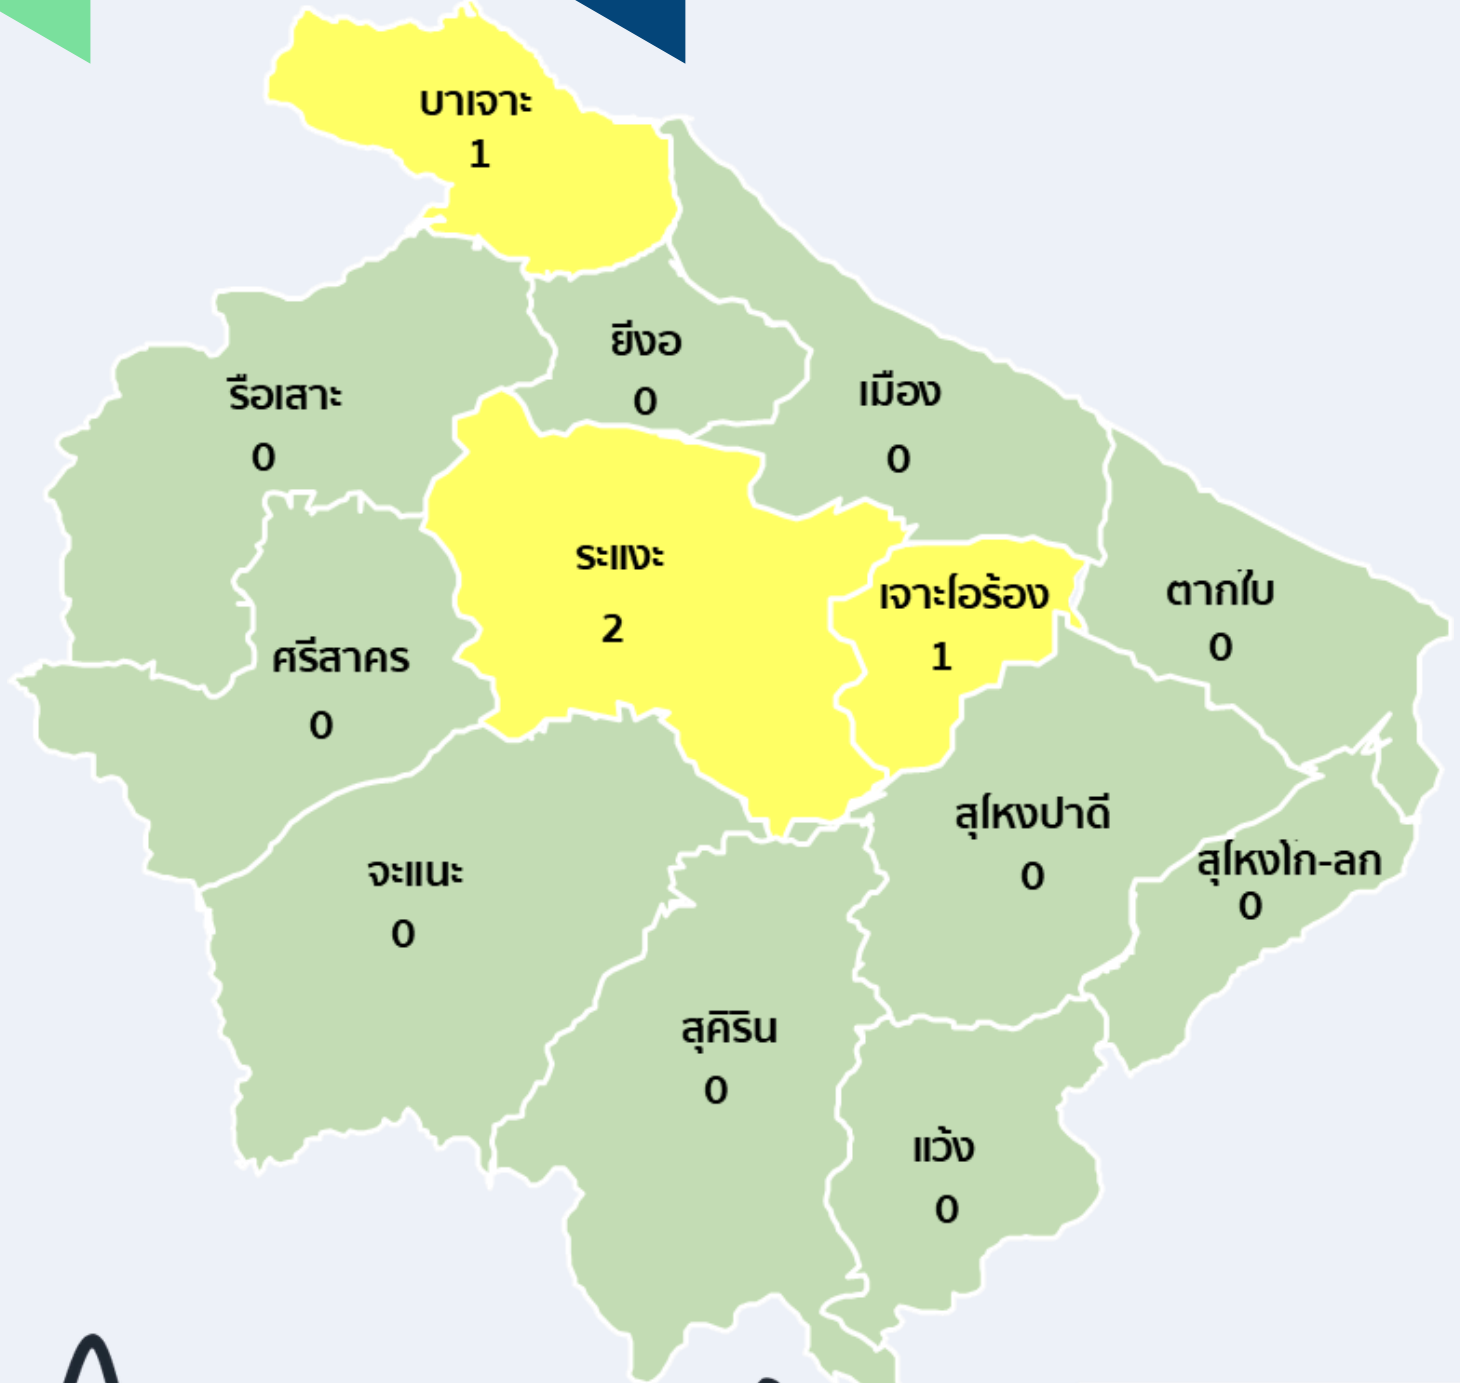 บาเจาะ
1
ยี่งอ
0
เมือง
0
รือเสาะ
0
ระแงะ
2
เจาะไอร้อง
1
ตากใบ
0
ศรีสาคร
0
สุไหงปาดี
0
สุไหงโก-ลก
0
จะแนะ
0
สุคิริน
0
แว้ง
0